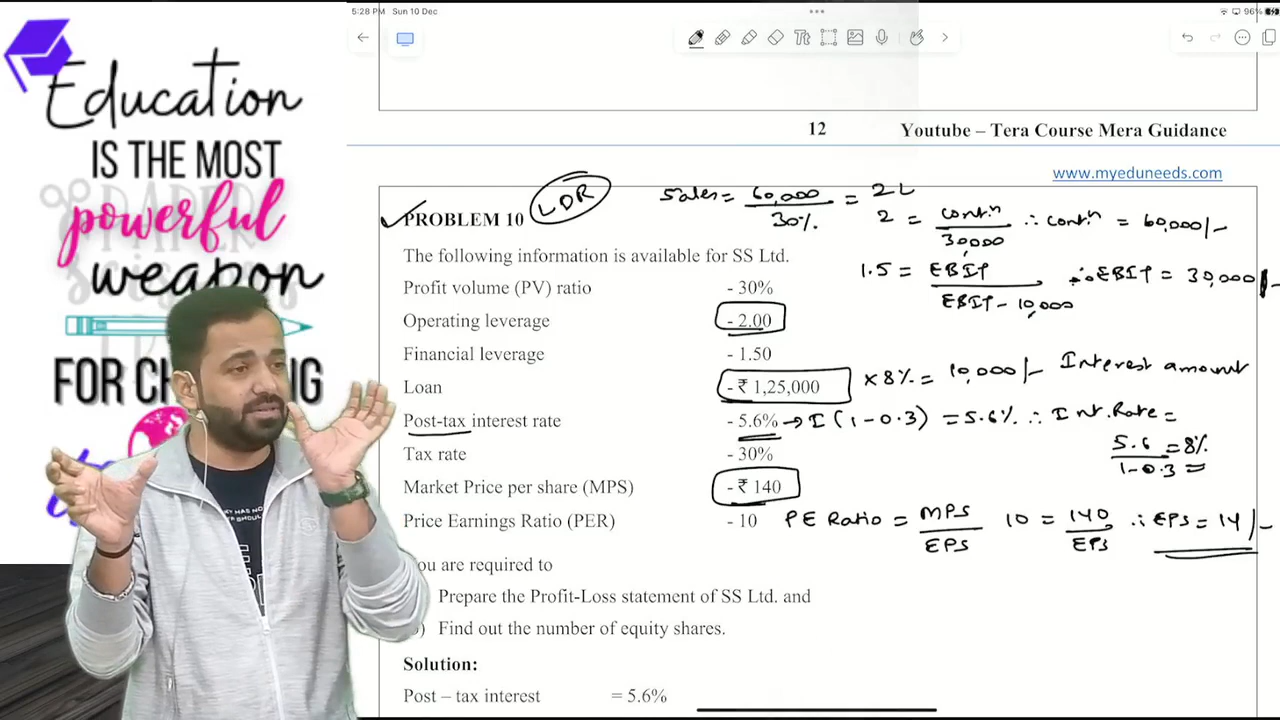 5:28 PM Sun 10 Dec
96%
Education
IS THE MOST
powerful
weapon
FOR CH NG
12 Youtube – Tera Course Mera Guidance
www.myeduneeds.com
PROBLEM 10 LDR
Sales = 60,000 / 30% = 2L
2 = contn / 30,000 ∴ contn = 60,000/-
1.5 = EBIT / EBIT - 10,000 ∴ EBIT = 30,000/-
The following information is available for SS Ltd.
Profit volume (PV) ratio - 30%
Operating leverage - 2.00
Financial leverage - 1.50
Loan - ₹ 1,25,000 × 8% = 10,000/- Interest amount
Post-tax interest rate - 5.6% → I (1 - 0.3) = 5.6% ∴ Int. Rate =
5.6 / 1-0.3 = 8%
Tax rate - 30%
Market Price per share (MPS) - ₹ 140
Price Earnings Ratio (PER) - 10 PE Ratio = MPS / EPS 10 = 140 / EPS ∴ EPS = 14/-
ou are required to
Prepare the Profit-Loss statement of SS Ltd. and
) Find out the number of equity shares.
Solution:
Post – tax interest = 5.6%